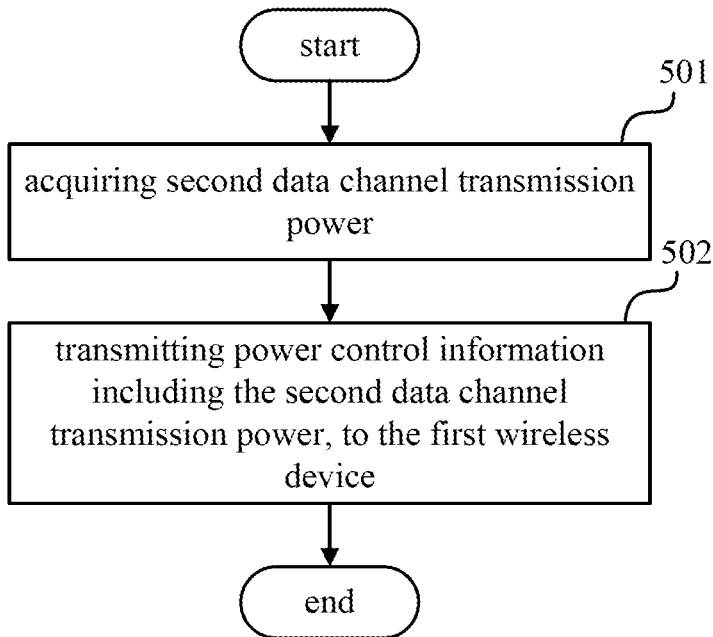 start
501
acquiring second data channel transmission
power
502
transmitting power control information
including the second data channel
transmission power, to the first wireless
device
end